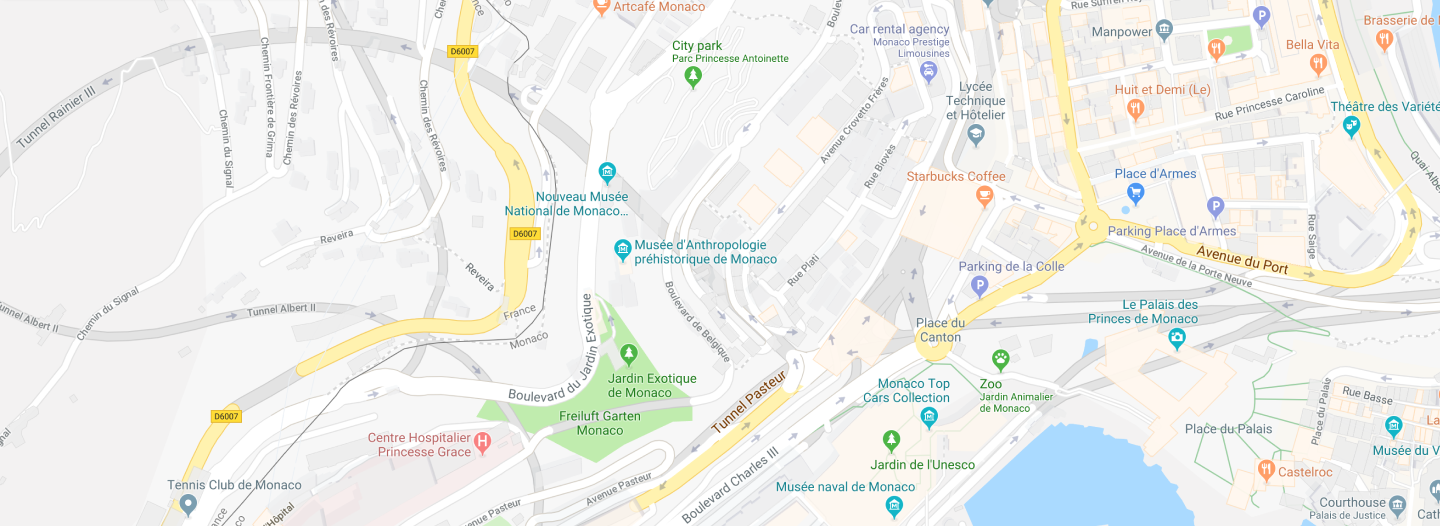 Artcafé Monaco
Rue Suffren Rey
Brasserie de
Manpower
Car rental agency
Monaco Prestige
Limousines
City park
Parc Princesse Antoinette
Bella Vita
D6007
France
Chemin des Révoires
Chemin Frontière de Grima
Chemin des Révoires
Chemin des Révoires
Tunnel Rainier III
Chemin du Signal
Lycée
Technique
et Hôtelier
Huit et Demi (Le)
Rue Princesse Caroline
Théâtre des Variété
Avenue Crovetto Frères
Rue Biovès
Boulev
Quai Albe
Nouveau Musée
National de Monaco...
Starbucks Coffee
Place d'Armes
Parking Place d'Armes
Rue Saige
Reveira
D6007
Musée d'Anthropologie
préhistorique de Monaco
Avenue du Port
Avenue de la Porte Neuve
Rue Plati
Parking de la Colle
Reveira
Chemin du Signal
Tunnel Albert II
Tunnel Albert II
France
Monaco
Boulevard du Jardin Exotique
Boulevard de Belgique
Le Palais des
Princes de Monaco
Place du
Canton
Jardin Exotique
de Monaco
Freiluft Garten
Monaco
Tunnel Pasteur
Monaco Top
Cars Collection
Zoo
Jardin Animalier
de Monaco
Rue Basse
Place du Palais
Place du Palais
D6007
Centre Hospitalier
Princesse Grace
Jardin de l'Unesco
Musée du V
Castelroc
Boulevard Charles III
Avenue Pasteur
Avenue Pasteur
Musée naval de Monaco
Tennis Club de Monaco
Courthouse
Palais de Justice
Cath
Monaco
l'Hôpital